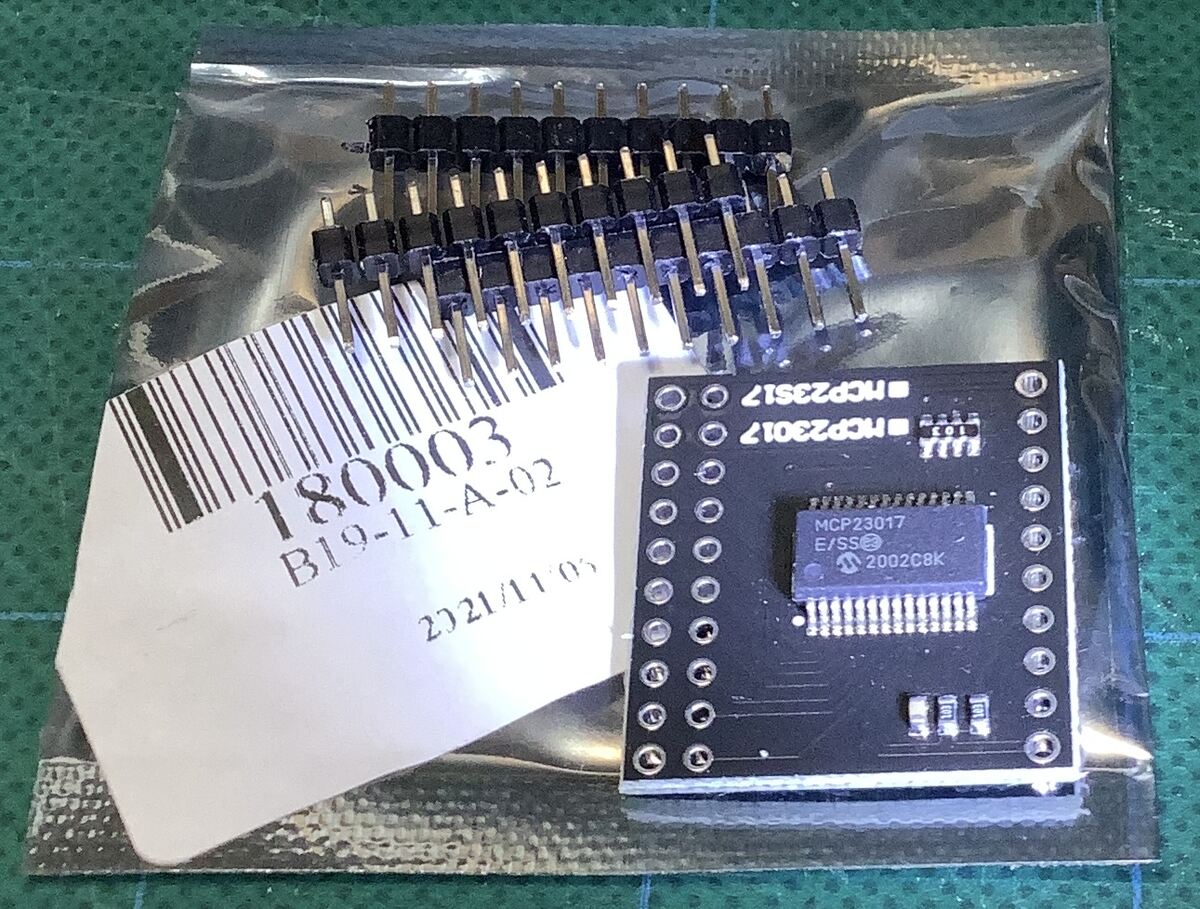 180003
B19-11-A-02
2021/11/05
■MCP23S17
■MCP23017
103
MCP23017
E/SS
2002C8K